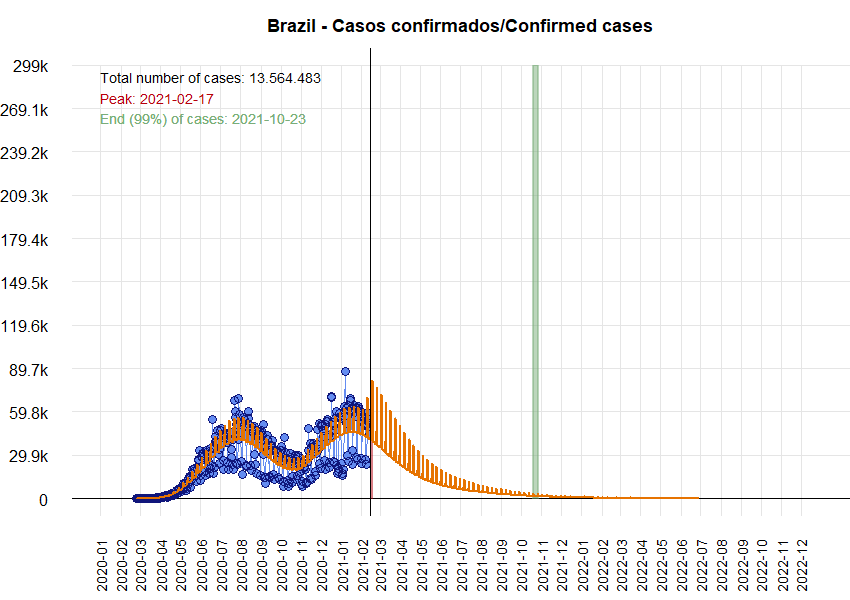 Brazil - Casos confirmados/Confirmed cases
299k
Total number of cases: 13.564.483
Peak: 2021-02-17
End (99%) of cases: 2021-10-23
269.1k
239.2k
209.3k
179.4k
149.5k
119.6k
89.7k
59.8k
29.9k
0
2020-01
2020-02
2020-03
2020-04
2020-05
2020-06
2020-07
2020-08
2020-09
2020-10
2020-11
2020-12
2021-01
2021-02
2021-03
2021-04
2021-05
2021-06
2021-07
2021-08
2021-09
2021-10
2021-11
2021-12
2022-01
2022-02
2022-03
2022-04
2022-05
2022-06
2022-07
2022-08
2022-09
2022-10
2022-11
2022-12